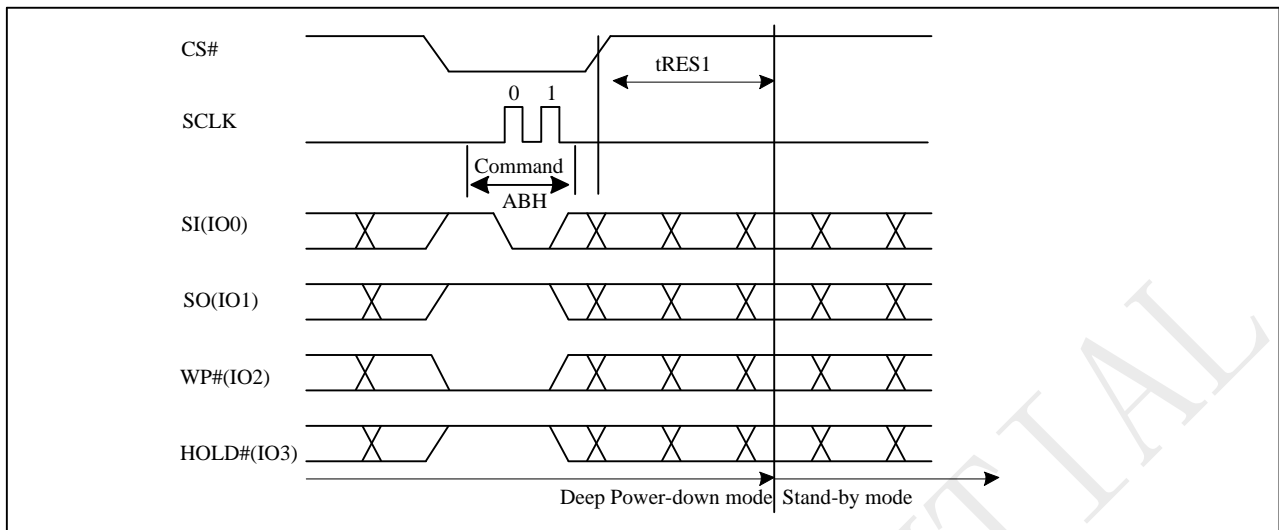 CS#
tRES1
0 1
SCLK
Command
ABH
SI(IO0)
SO(IO1)
WP#(IO2)
HOLD#(IO3)
Deep Power-down mode Stand-by mode
TIAL